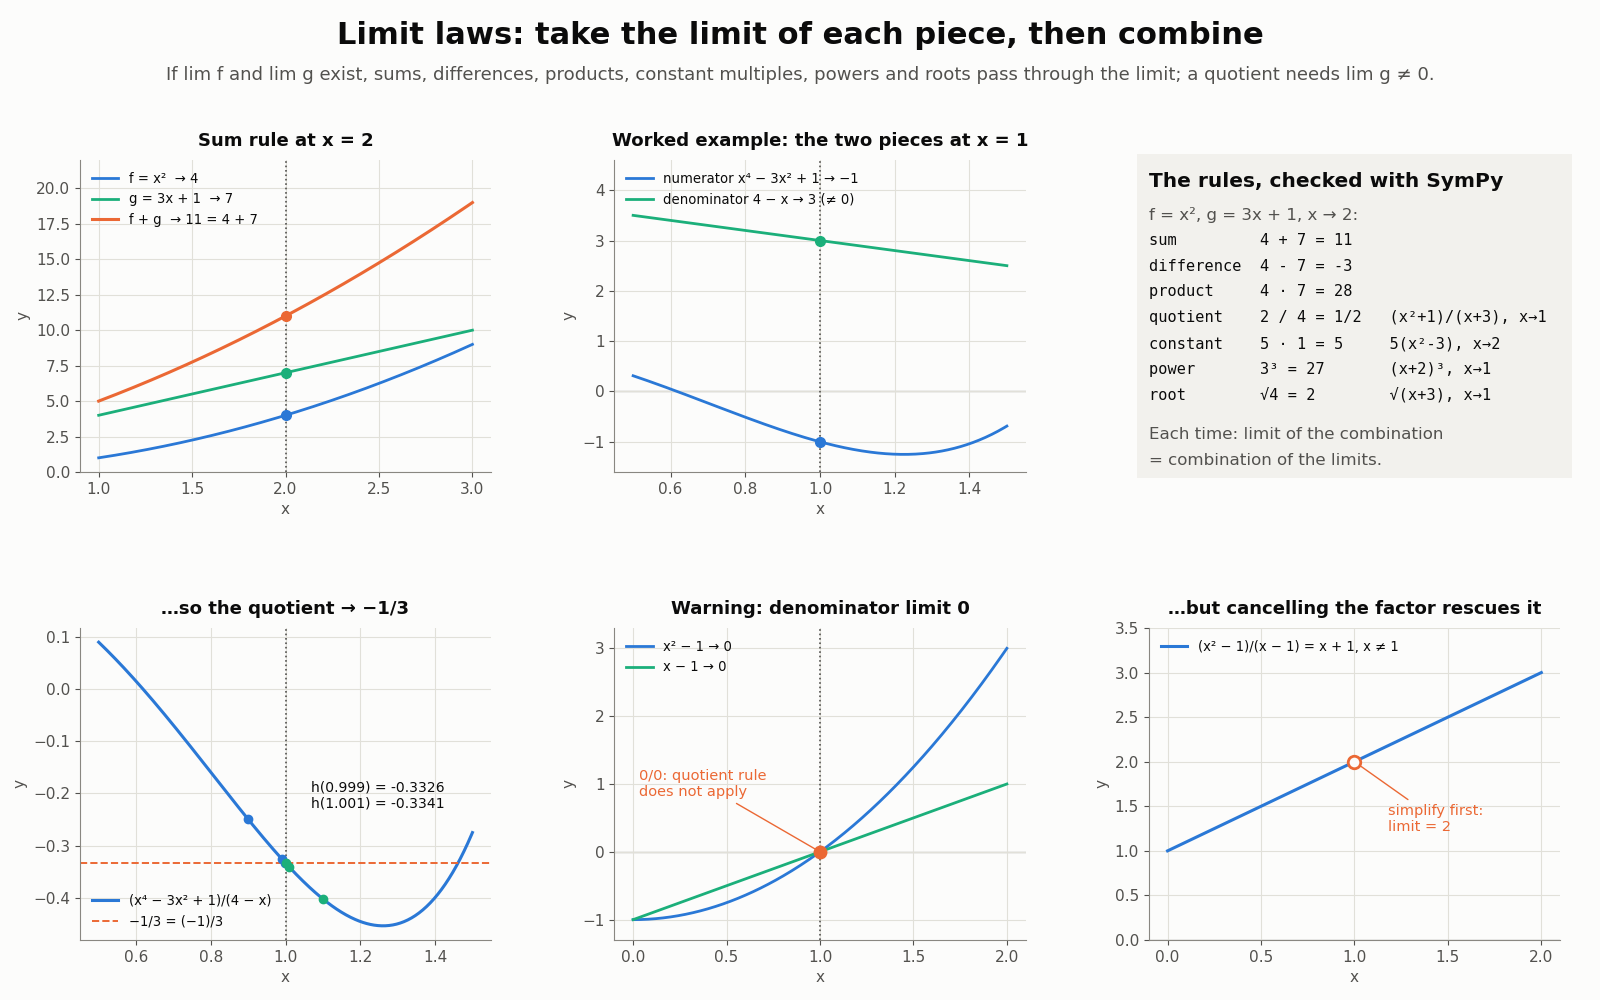 Limit laws: take the limit of each piece, then combine
If lim f and lim g exist, sums, differences, products, constant multiples, powers and roots pass through the limit; a quotient needs lim g ≠ 0.
Sum rule at x = 2
f = x² → 4
g = 3x + 1 → 7
f + g → 11 = 4 + 7
20.0
17.5
15.0
12.5
10.0
7.5
5.0
2.5
0.0
y
1.0 1.5 2.0 2.5 3.0
x
Worked example: the two pieces at x = 1
numerator x⁴ − 3x² + 1 → −1
denominator 4 − x → 3 (≠ 0)
4
3
2
1
0
−1
y
0.6 0.8 1.0 1.2 1.4
x
The rules, checked with SymPy
f = x², g = 3x + 1, x → 2:
sum 4 + 7 = 11
difference 4 - 7 = -3
product 4 · 7 = 28
quotient 2 / 4 = 1/2 (x²+1)/(x+3), x→1
constant 5 · 1 = 5 5(x²-3), x→2
power 3³ = 27 (x+2)³, x→1
root √4 = 2 √(x+3), x→1
Each time: limit of the combination
= combination of the limits.
…so the quotient → −1/3
0.1
0.0
−0.1
−0.2
−0.3
−0.4
y
h(0.999) = -0.3326
h(1.001) = -0.3341
(x⁴ − 3x² + 1)/(4 − x)
−1/3 = (−1)/3
0.6 0.8 1.0 1.2 1.4
x
Warning: denominator limit 0
x² − 1 → 0
x − 1 → 0
3
2
1
0
−1
y
0/0: quotient rule
does not apply
0.0 0.5 1.0 1.5 2.0
x
…but cancelling the factor rescues it
(x² − 1)/(x − 1) = x + 1, x ≠ 1
3.5
3.0
2.5
2.0
1.5
1.0
0.5
0.0
y
simplify first:
limit = 2
0.0 0.5 1.0 1.5 2.0
x